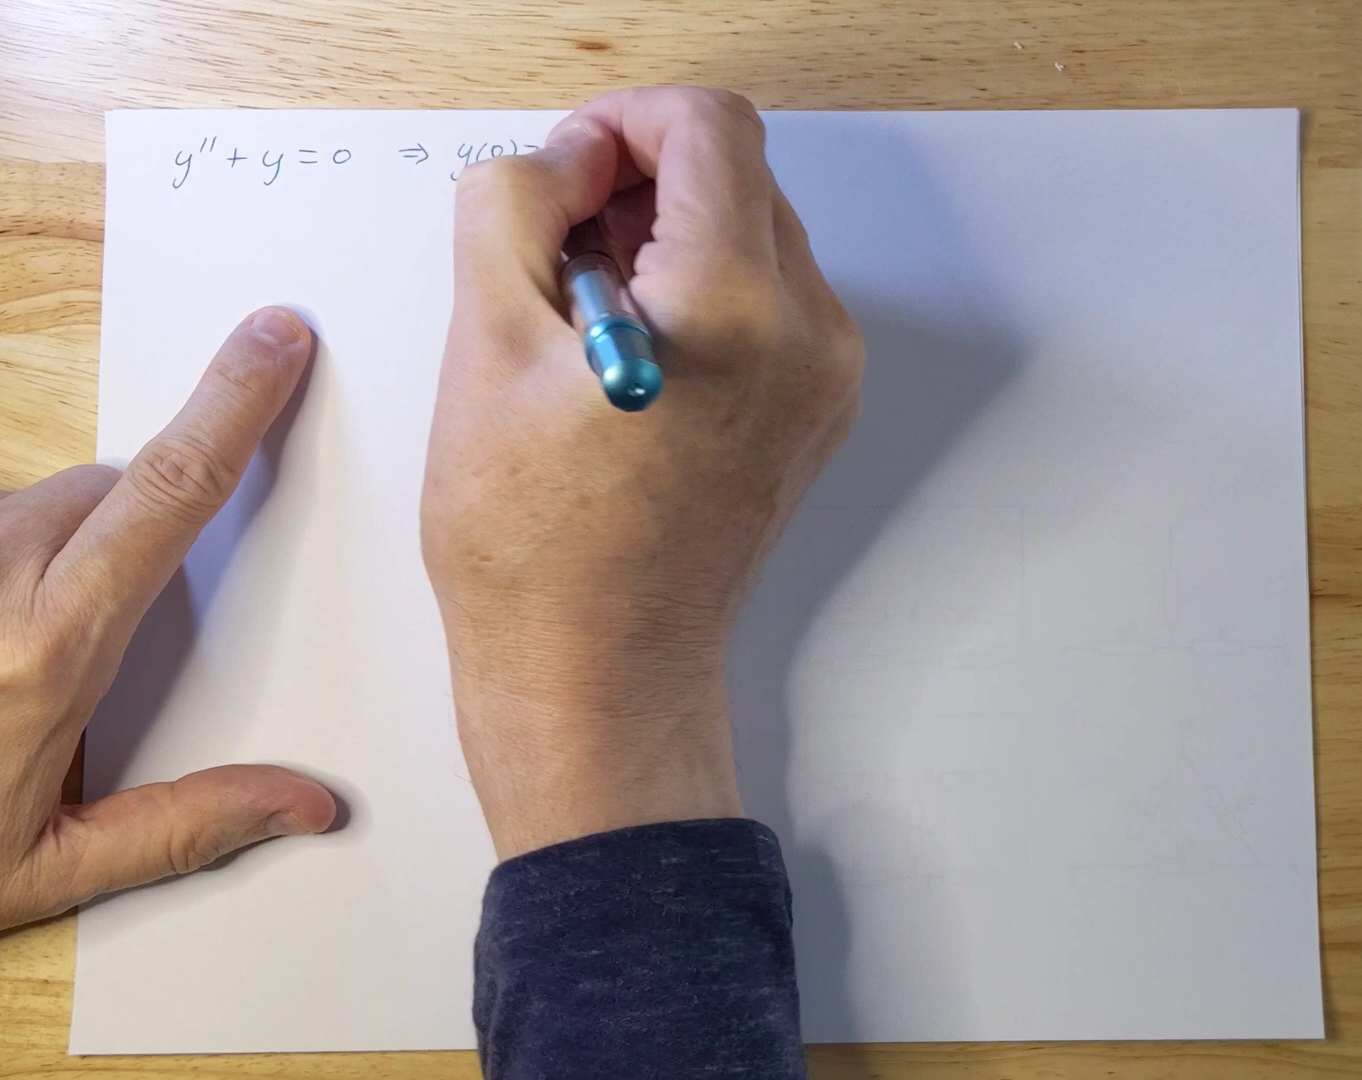 y'' + y = 0 ⇒ y(0) =